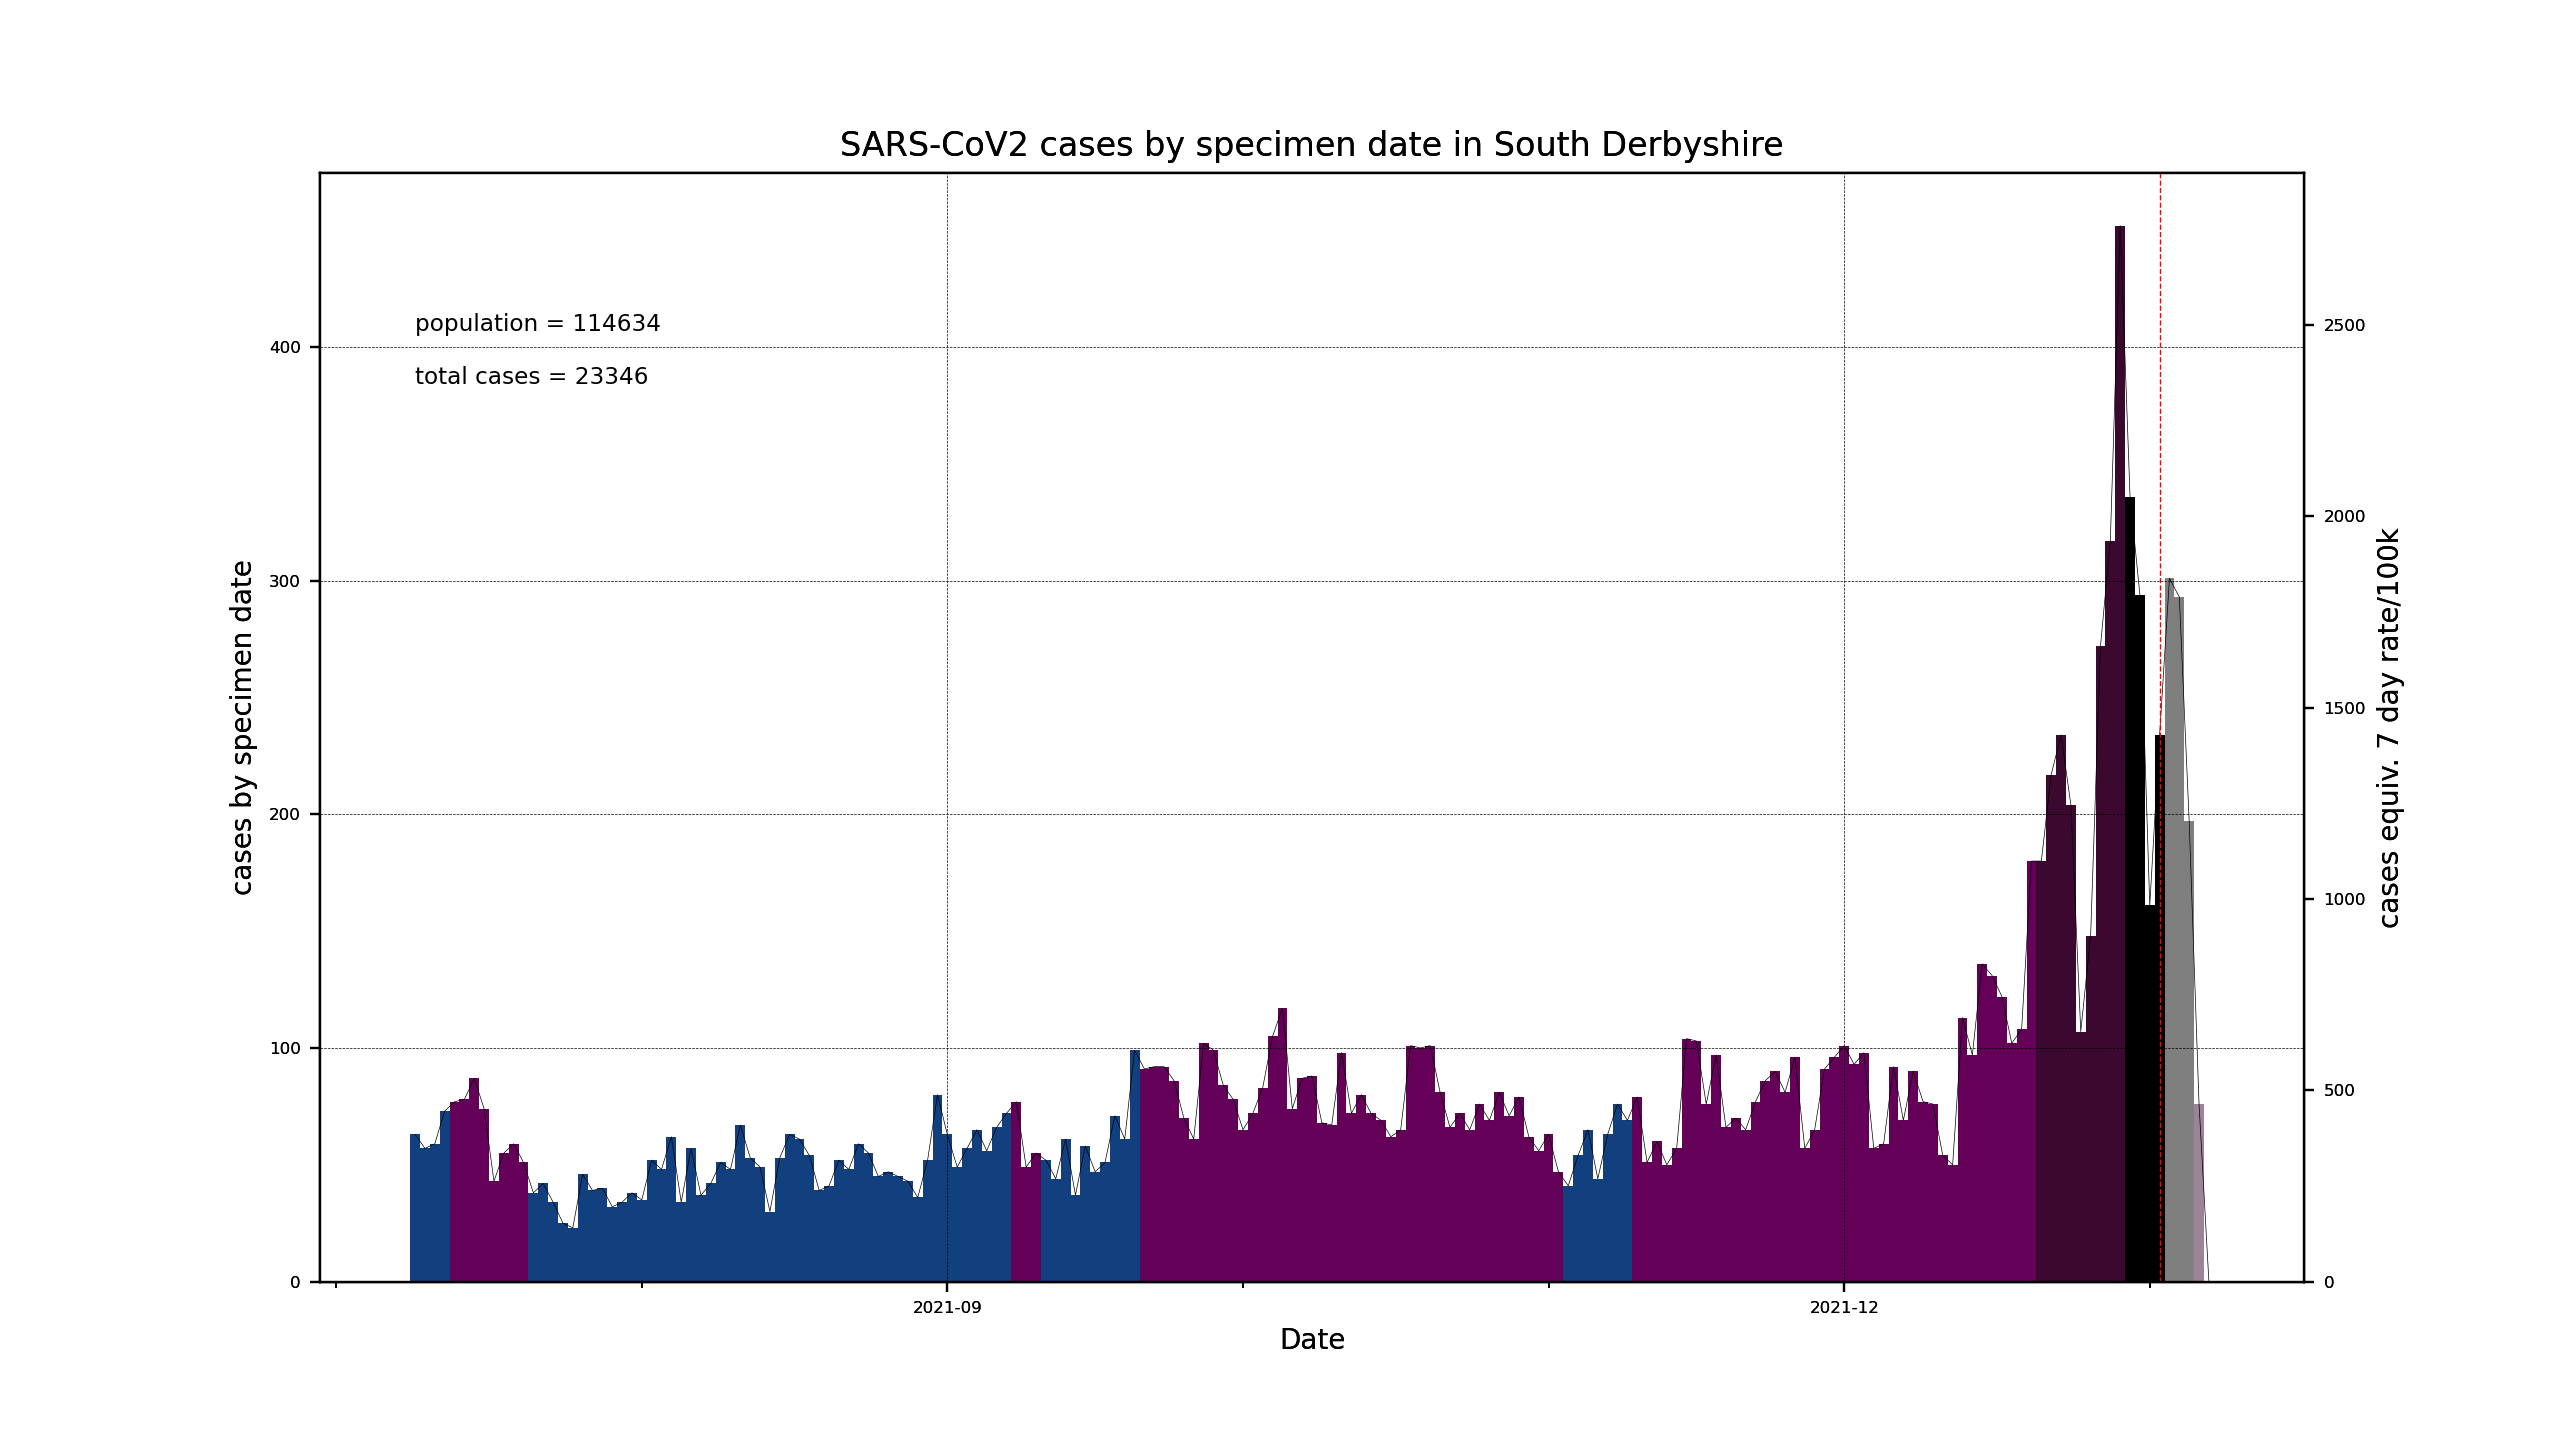 SARS-CoV2 cases by specimen date in South Derbyshire
population = 114634
total cases = 23346
cases by specimen date
400
300
200
100
0
2500
2000
1500
1000
500
0
cases equiv. 7 day rate/100k
2021-09
2021-12
Date